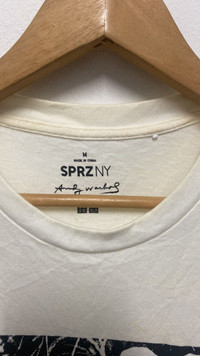 M
MADE IN CHINA
SPRZ NY
Andy Warhol